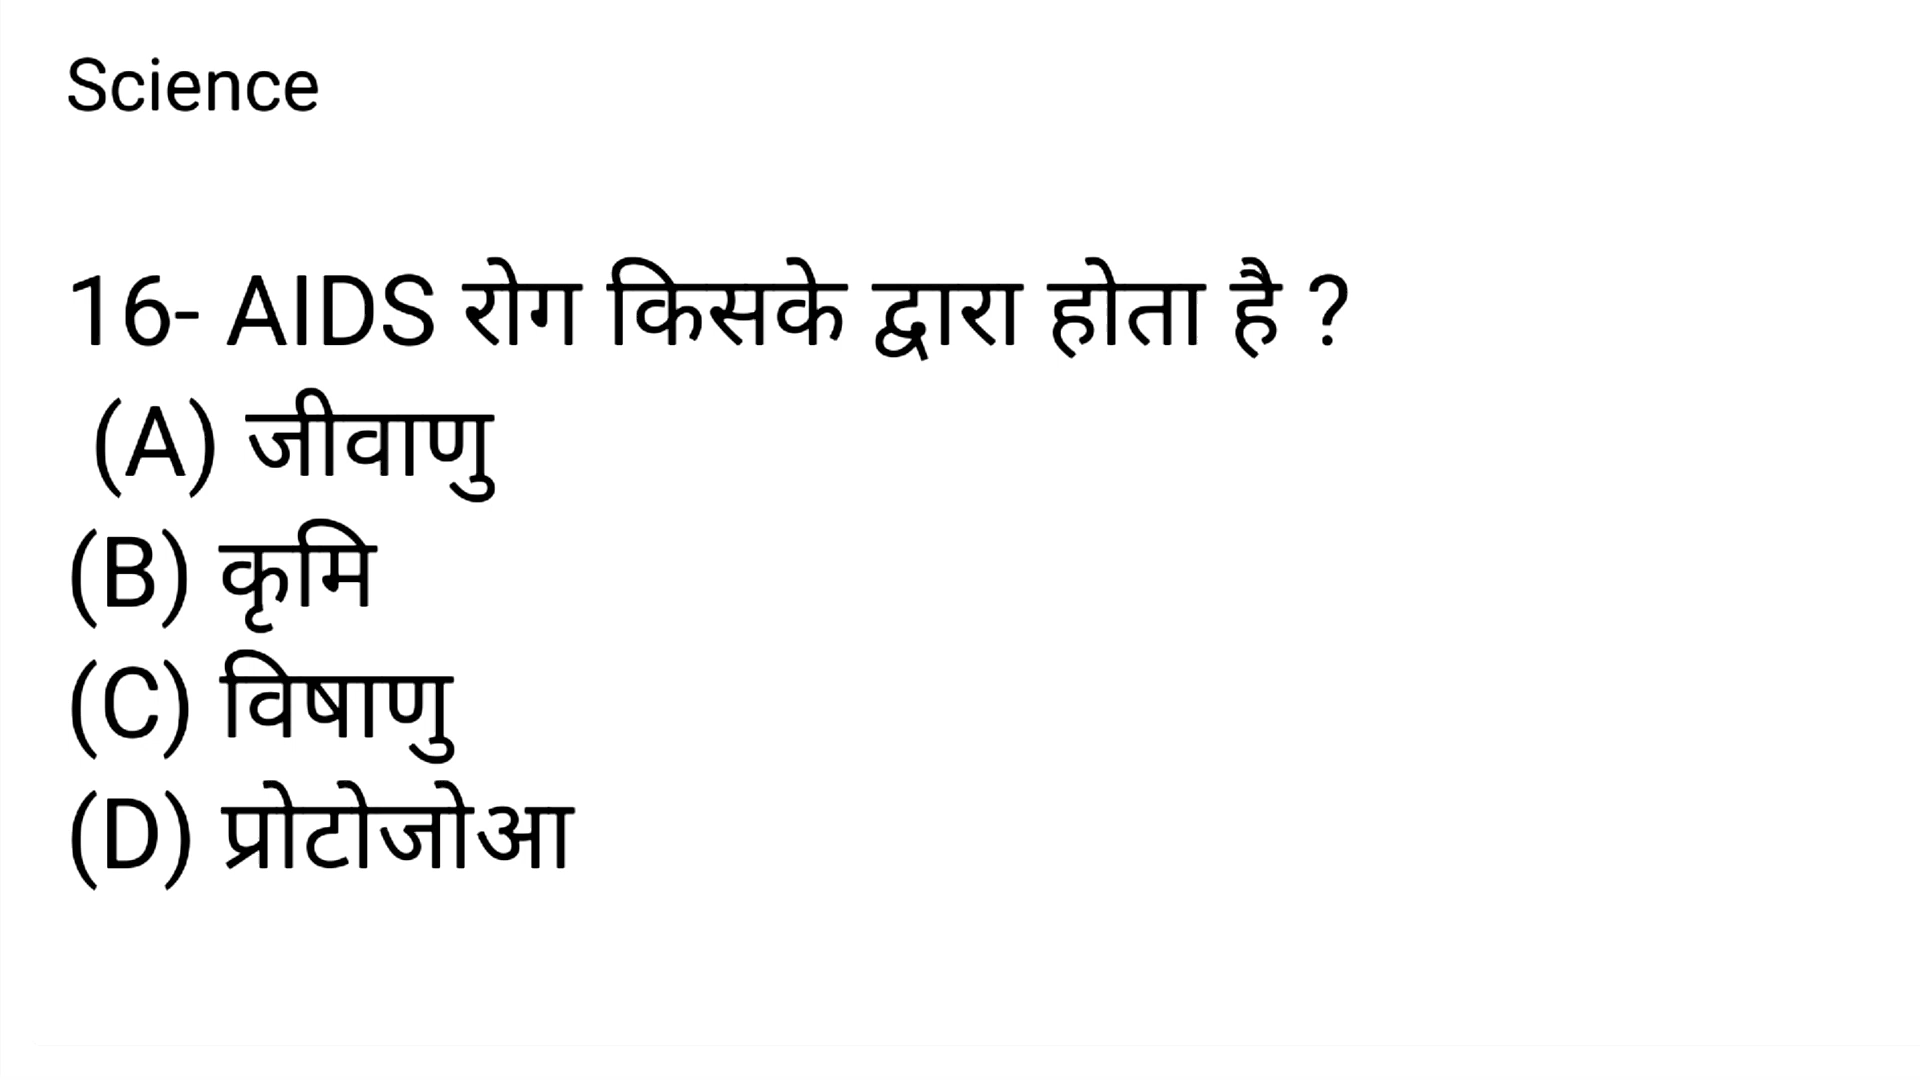 Science
16- AIDS रोग किसके द्वारा होता है ?
(A) जीवाणु
(B) कृमि
(C) विषाणु
(D) प्रोटोजोआ